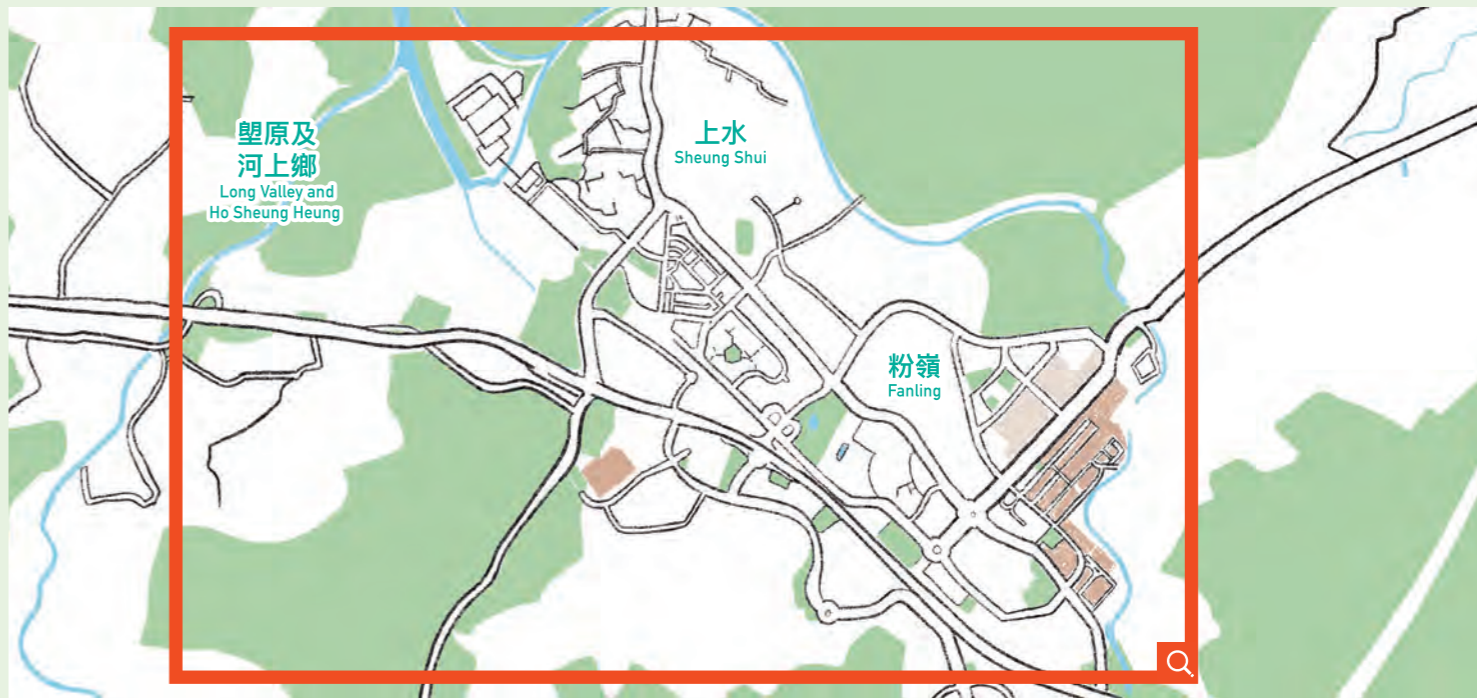 塱原及
河上鄉
Long Valley and
Ho Sheung Heung
上水
Sheung Shui
粉嶺
Fanling